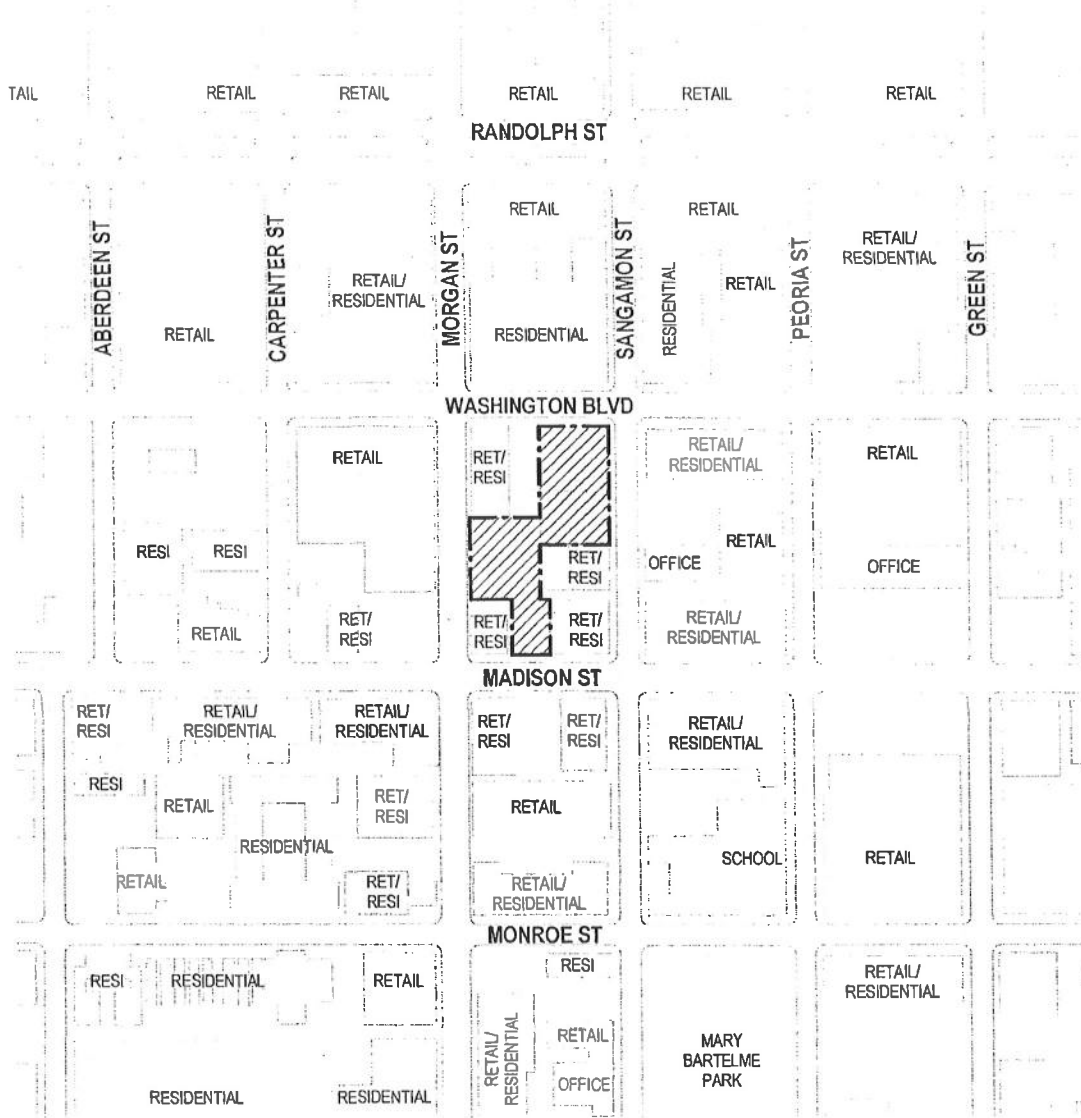 TAIL
RETAIL
RETAIL
RETAIL
RETAIL
RETAIL
RANDOLPH ST
ABERDEEN ST
CARPENTER ST
MORGAN ST
SANGAMON ST
PEORIA ST
GREEN ST
RETAIL
RETAIL/
RESIDENTIAL
RETAIL
RESIDENTIAL
RETAIL
RESIDENTIAL
RETAIL
RETAIL/
RESIDENTIAL
WASHINGTON BLVD
RESI
RESI
RETAIL
RETAIL
RET/
RESI
RET/
RESI
RET/
RESI
RET/
RESI
RET/
RESI
RETAIL/
RESIDENTIAL
OFFICE
RETAIL
RETAIL/
RESIDENTIAL
RETAIL
OFFICE
MADISON ST
RET/
RESI
RETAIL/
RESIDENTIAL
RETAIL/
RESIDENTIAL
RESI
RETAIL
RET/
RESI
RESIDENTIAL
RETAIL
RET/
RESI
RET/
RESI
RET/
RESI
RETAIL
RETAIL/
RESIDENTIAL
RETAIL/
RESIDENTIAL
SCHOOL
RETAIL
MONROE ST
RESI
RESIDENTIAL
RETAIL
RESIDENTIAL
RESIDENTIAL
RESI
RETAIL/
RESIDENTIAL
RETAIL
OFFICE
MARY
BARTELME
PARK
RETAIL/
RESIDENTIAL